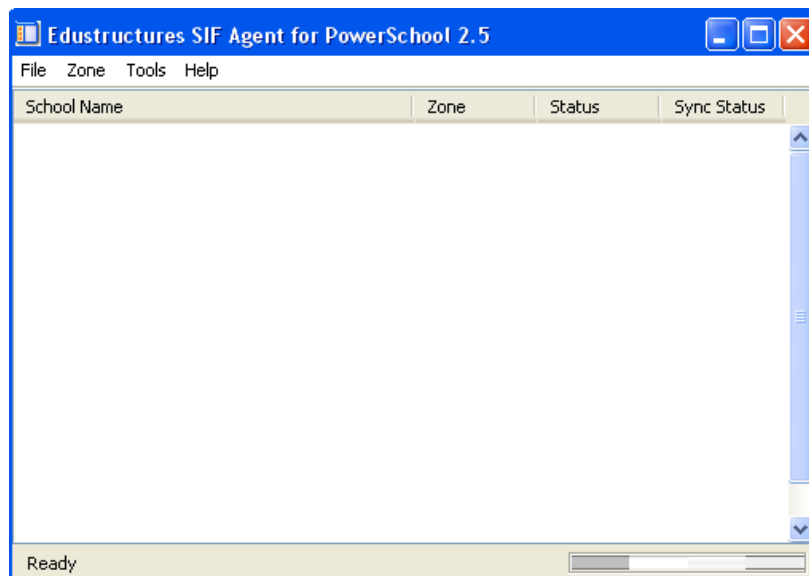 Edustructures SIF Agent for PowerSchool 2.5
File Zone Tools Help
School Name Zone Status Sync Status
Ready